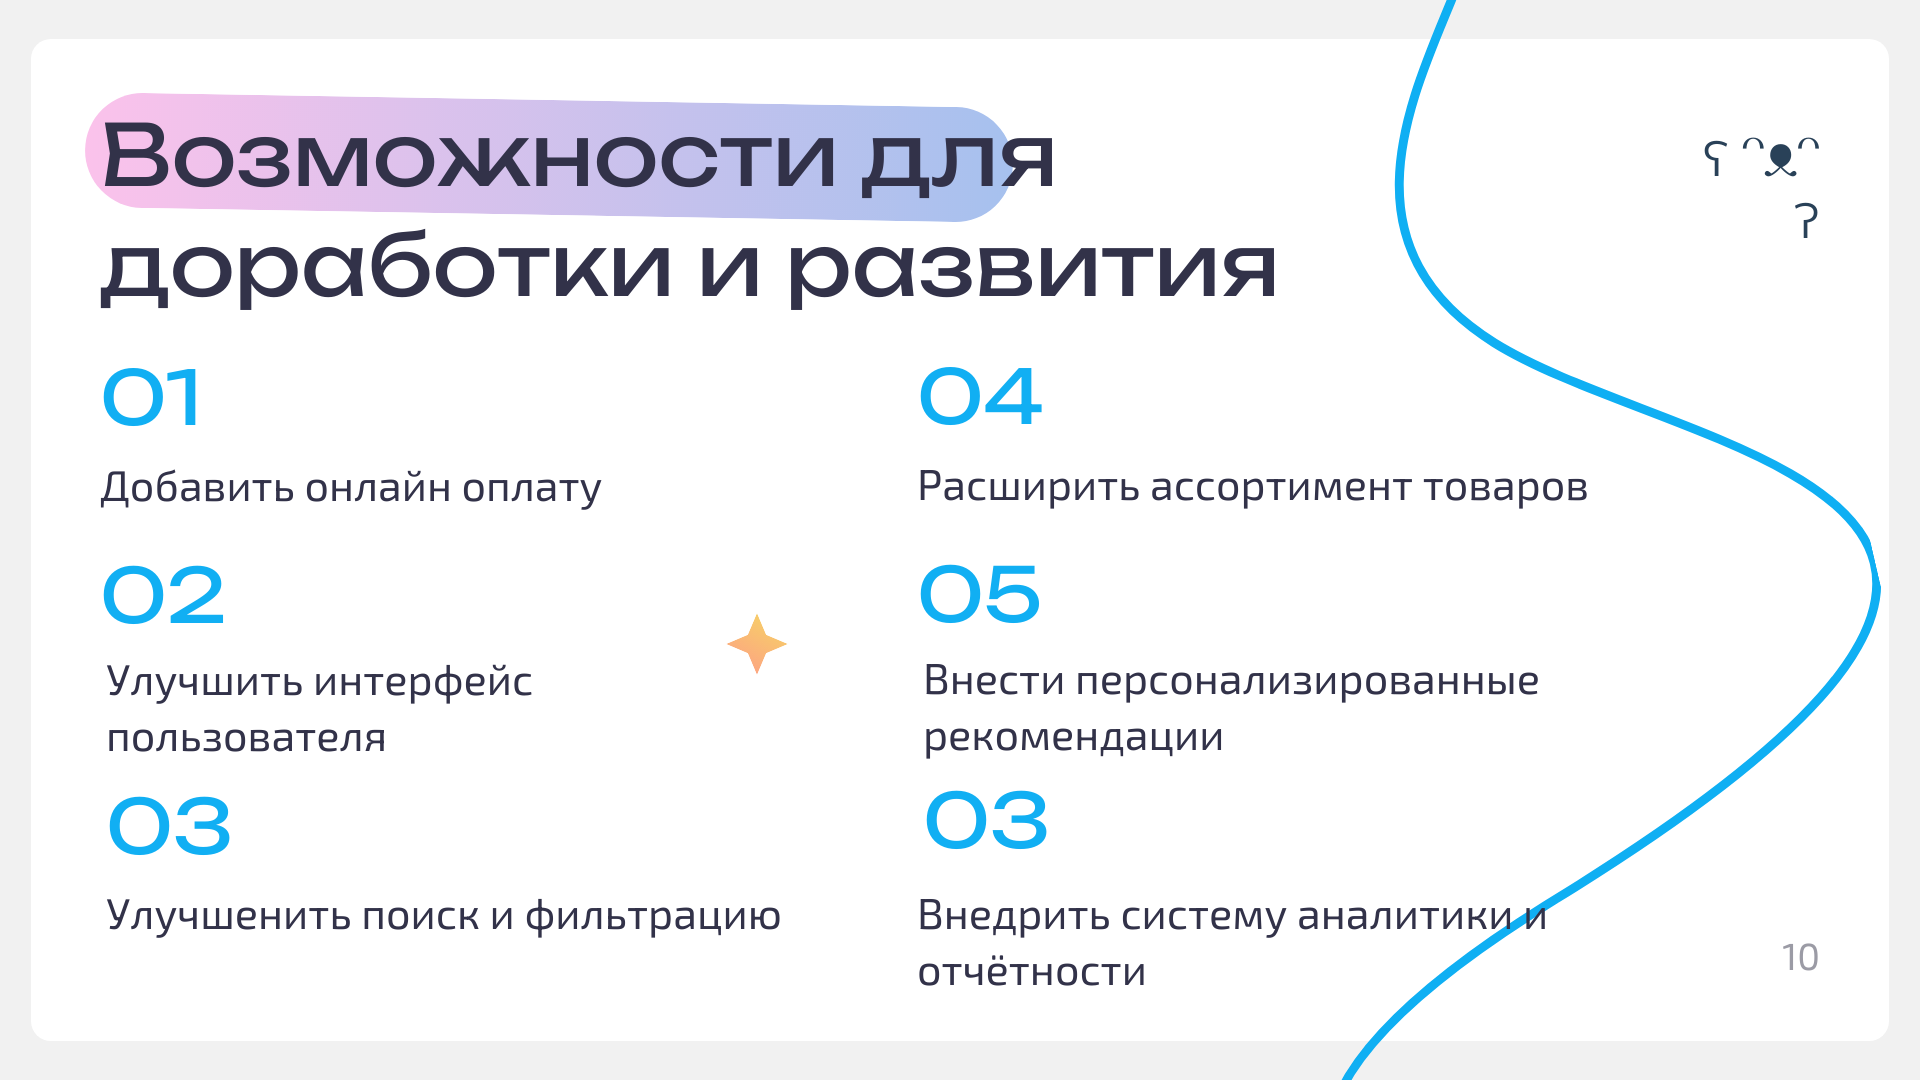 Возможности для
доработки и развития
ʕ ᵔᴥᵔ
ʔ
01
Добавить онлайн оплату
02
Улучшить интерфейс
пользователя
03
Улучшенить поиск и фильтрацию
04
Расширить ассортимент товаров
05
Внести персонализированные
рекомендации
03
Внедрить систему аналитики и
отчётности
10